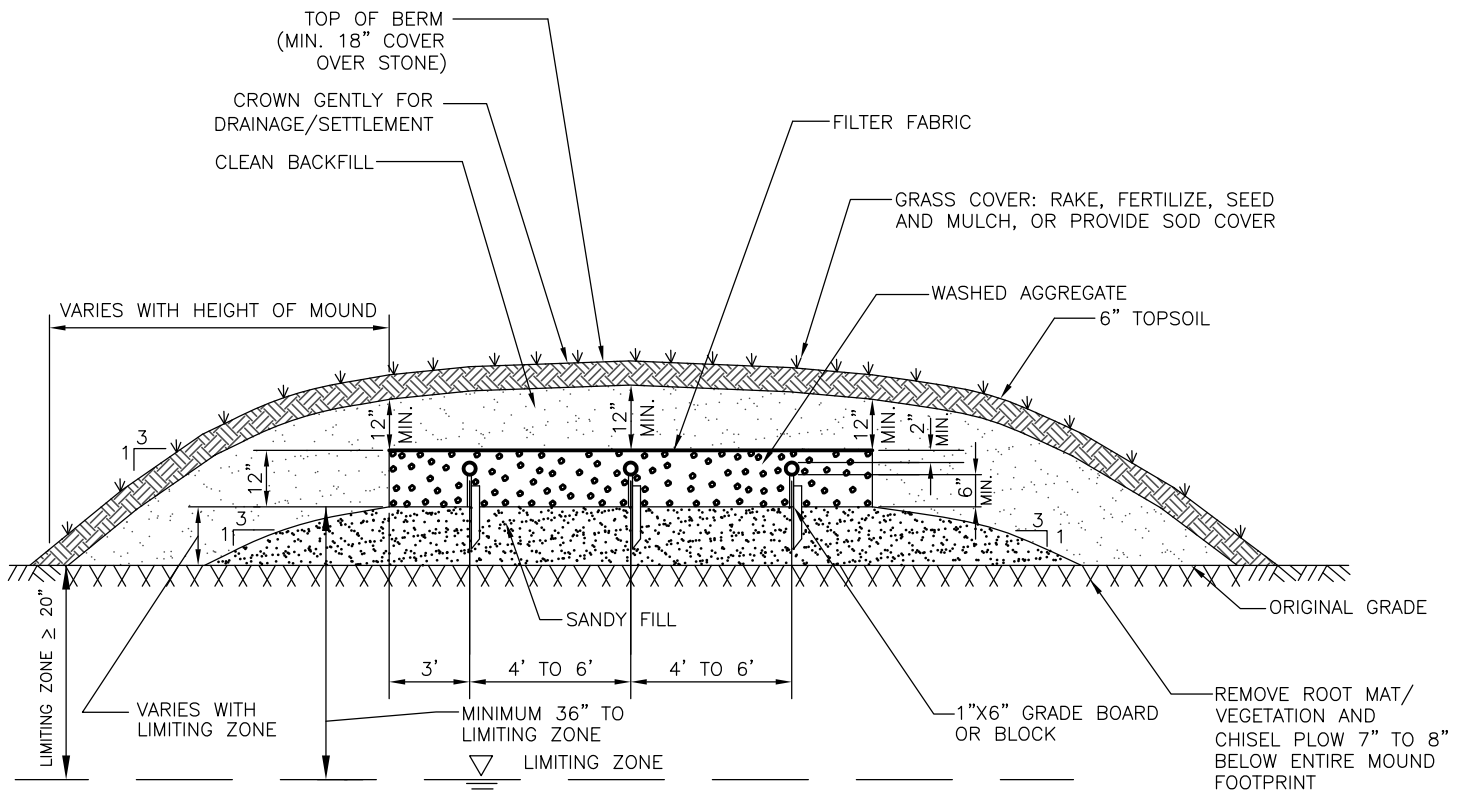 TOP OF BERM
(MIN. 18" COVER
OVER STONE)
CROWN GENTLY FOR
DRAINAGE/SETTLEMENT
CLEAN BACKFILL
FILTER FABRIC
GRASS COVER: RAKE, FERTILIZE, SEED
AND MULCH, OR PROVIDE SOD COVER
WASHED AGGREGATE
6" TOPSOIL
VARIES WITH HEIGHT OF MOUND
12"
MIN.
12"
MIN.
12"
MIN.
2"
MIN.
3
1
12"
6"
MIN.
3
1
3
1
LIMITING ZONE ≥ 20"
SANDY FILL
ORIGINAL GRADE
3'
4' TO 6'
4' TO 6'
VARIES WITH
LIMITING ZONE
MINIMUM 36" TO
LIMITING ZONE
LIMITING ZONE
1"X6" GRADE BOARD
OR BLOCK
REMOVE ROOT MAT/
VEGETATION AND
CHISEL PLOW 7" TO 8"
BELOW ENTIRE MOUND
FOOTPRINT